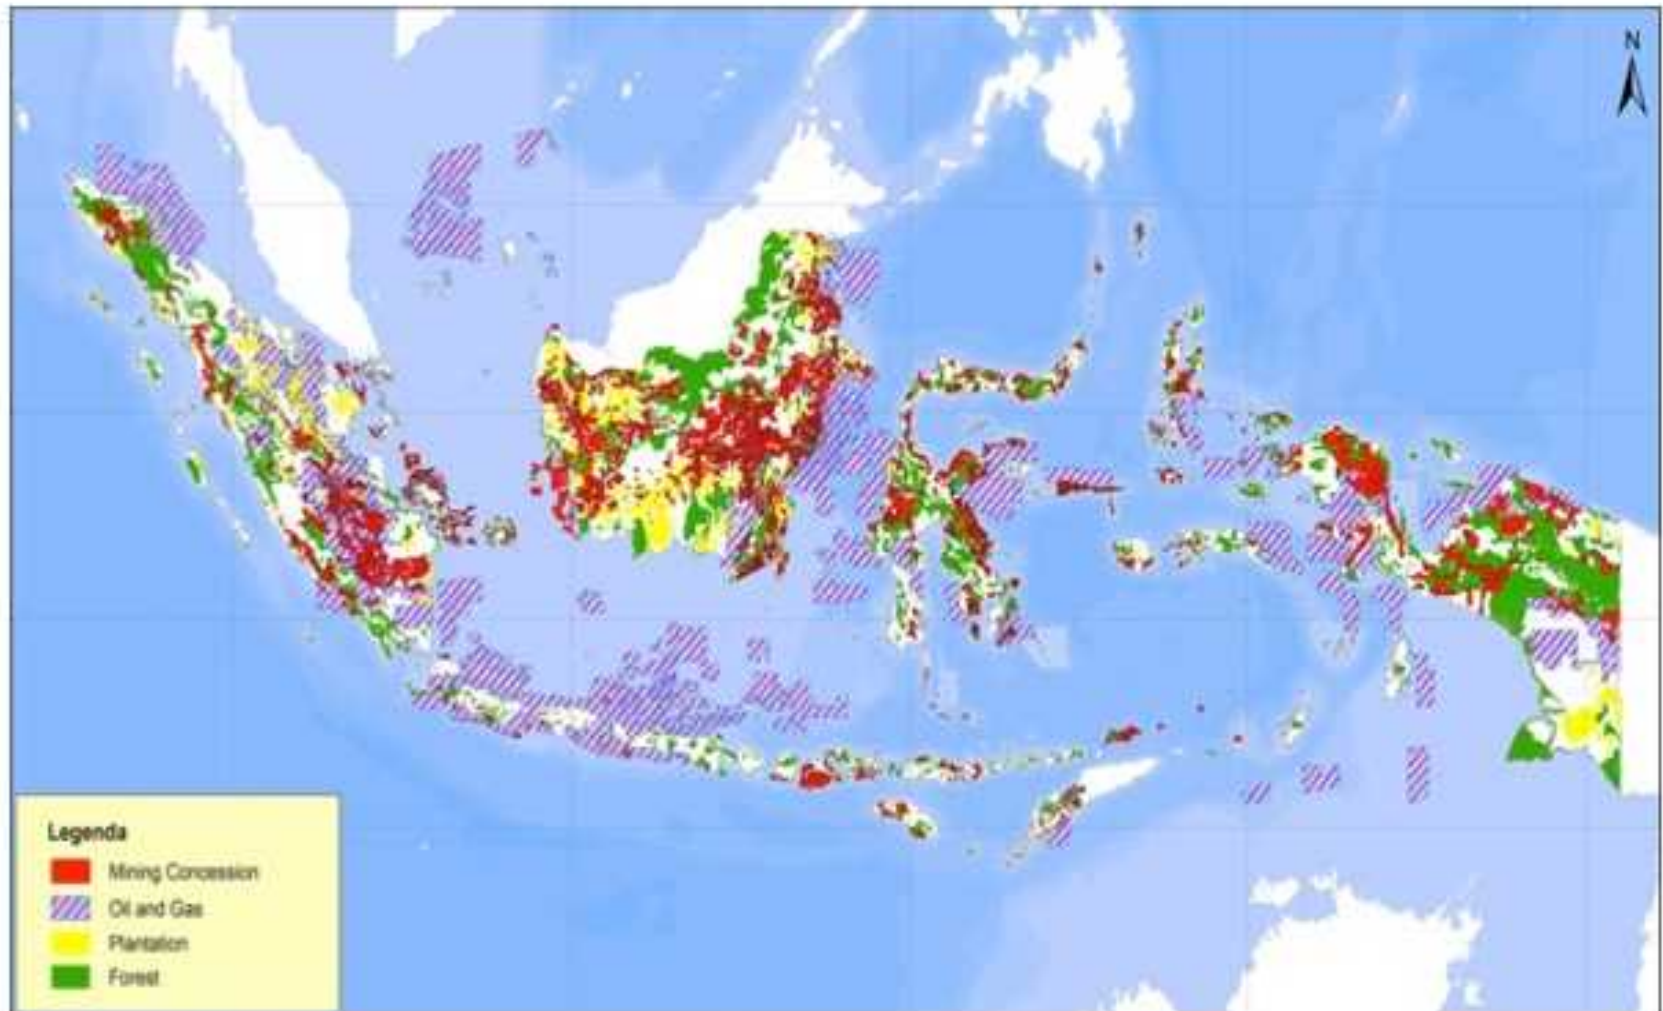 N
Legenda
Mining Concession
Oil and Gas
Plantation
Forest